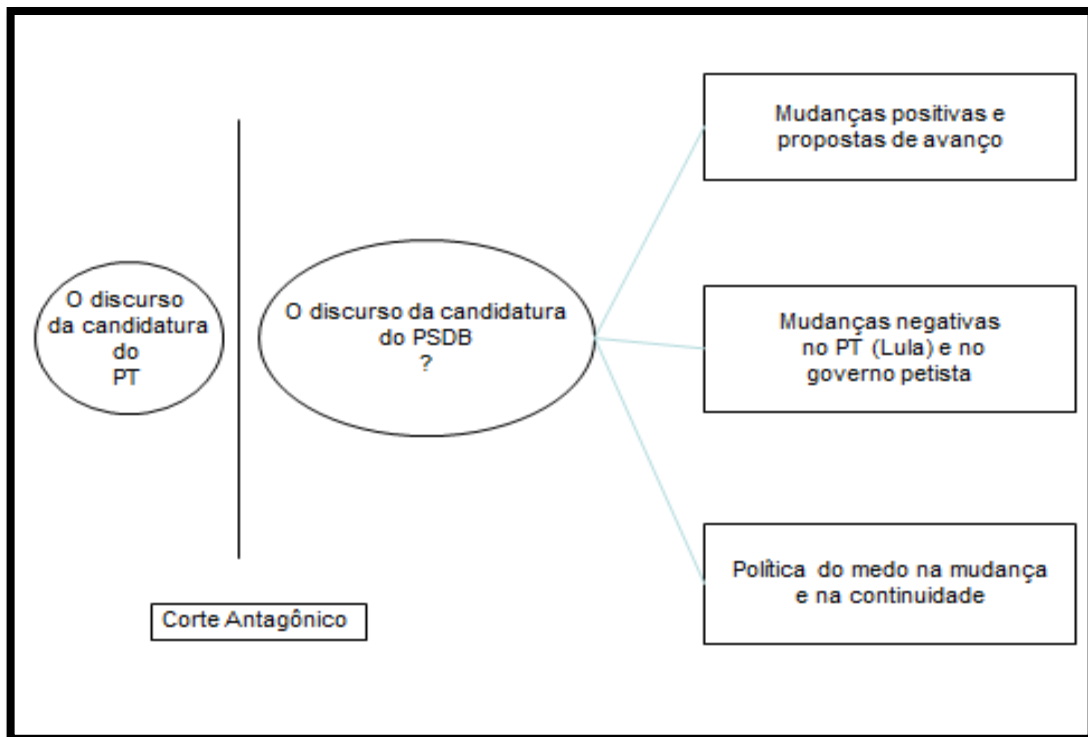 O discurso
da candidatura
do
PT
O discurso da candidatura
do PSDB
?
Mudanças positivas e
propostas de avanço
Mudanças negativas
no PT (Lula) e no
governo petista
Política do medo na mudança
e na continuidade
Corte Antagônico